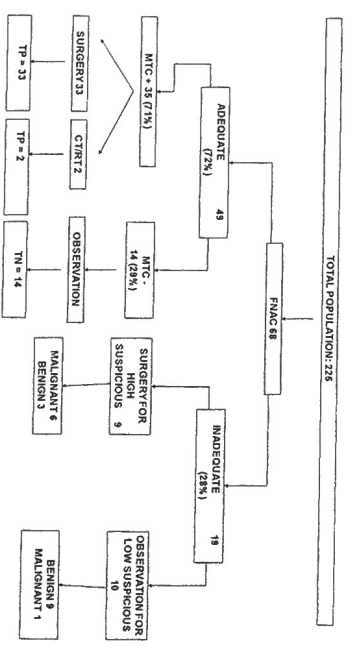 TOTAL POPULATION: 225
FNAC 68
ADEQUATE 49
(72%)
INADEQUATE 19
(28%)
MTC + 35 (71%)
MTC -
14 (29%)
SURGERY FOR
HIGH
SUSPICIOUS 9
OBSERVATION FOR
LOW SUSPICIOUS
10
SURGERY 33
CT/RT 2
OBSERVATION
MALIGNANT 6
BENIGN 3
BENIGN 9
MALIGNANT 1
TP = 33
TP = 2
TN = 14